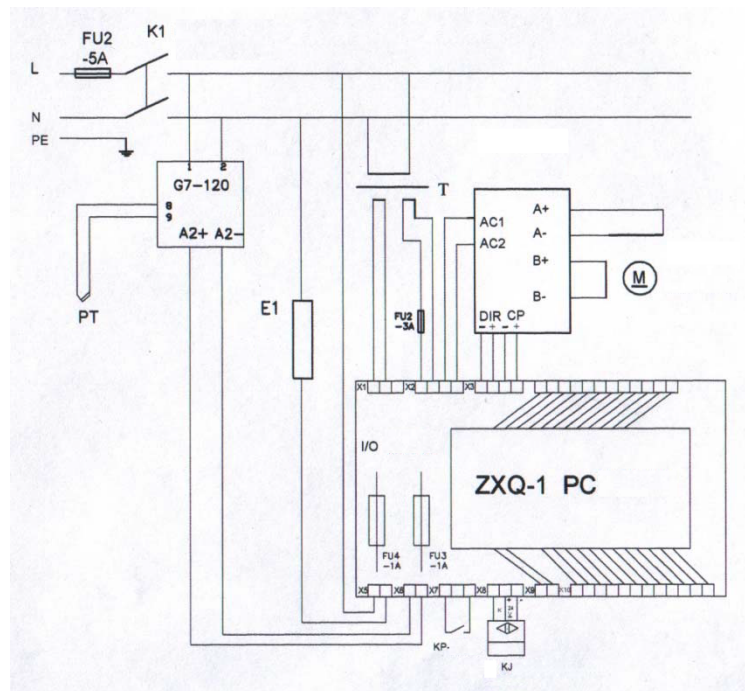 FU2
-5A
K1
L
N
PE
1 2
G7-120
8
9
A2+ A2-
PT
E1
T
FU2
-3A
AC1
AC2
A+
A-
B+
B-
DIR CP
- + - +
M
X1
X2
X3
I/O
ZXQ-1 PC
FU4
-1A
FU3
-1A
X5
X6
X7
X8
X9
X10
KP-
KJ